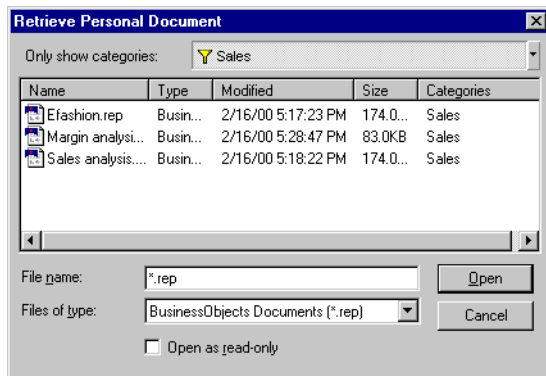 Retrieve Personal Document
Only show categories: Sales
Name Type Modified Size Categories
Efashion.rep Busin... 2/16/00 5:17:23 PM 174.0... Sales
Margin analysi... Busin... 2/16/00 5:28:47 PM 83.0KB Sales
Sales analysis.... Busin... 2/16/00 5:18:22 PM 174.0... Sales
File name: *.rep Open
Files of type: BusinessObjects Documents (*.rep) Cancel
Open as read-only